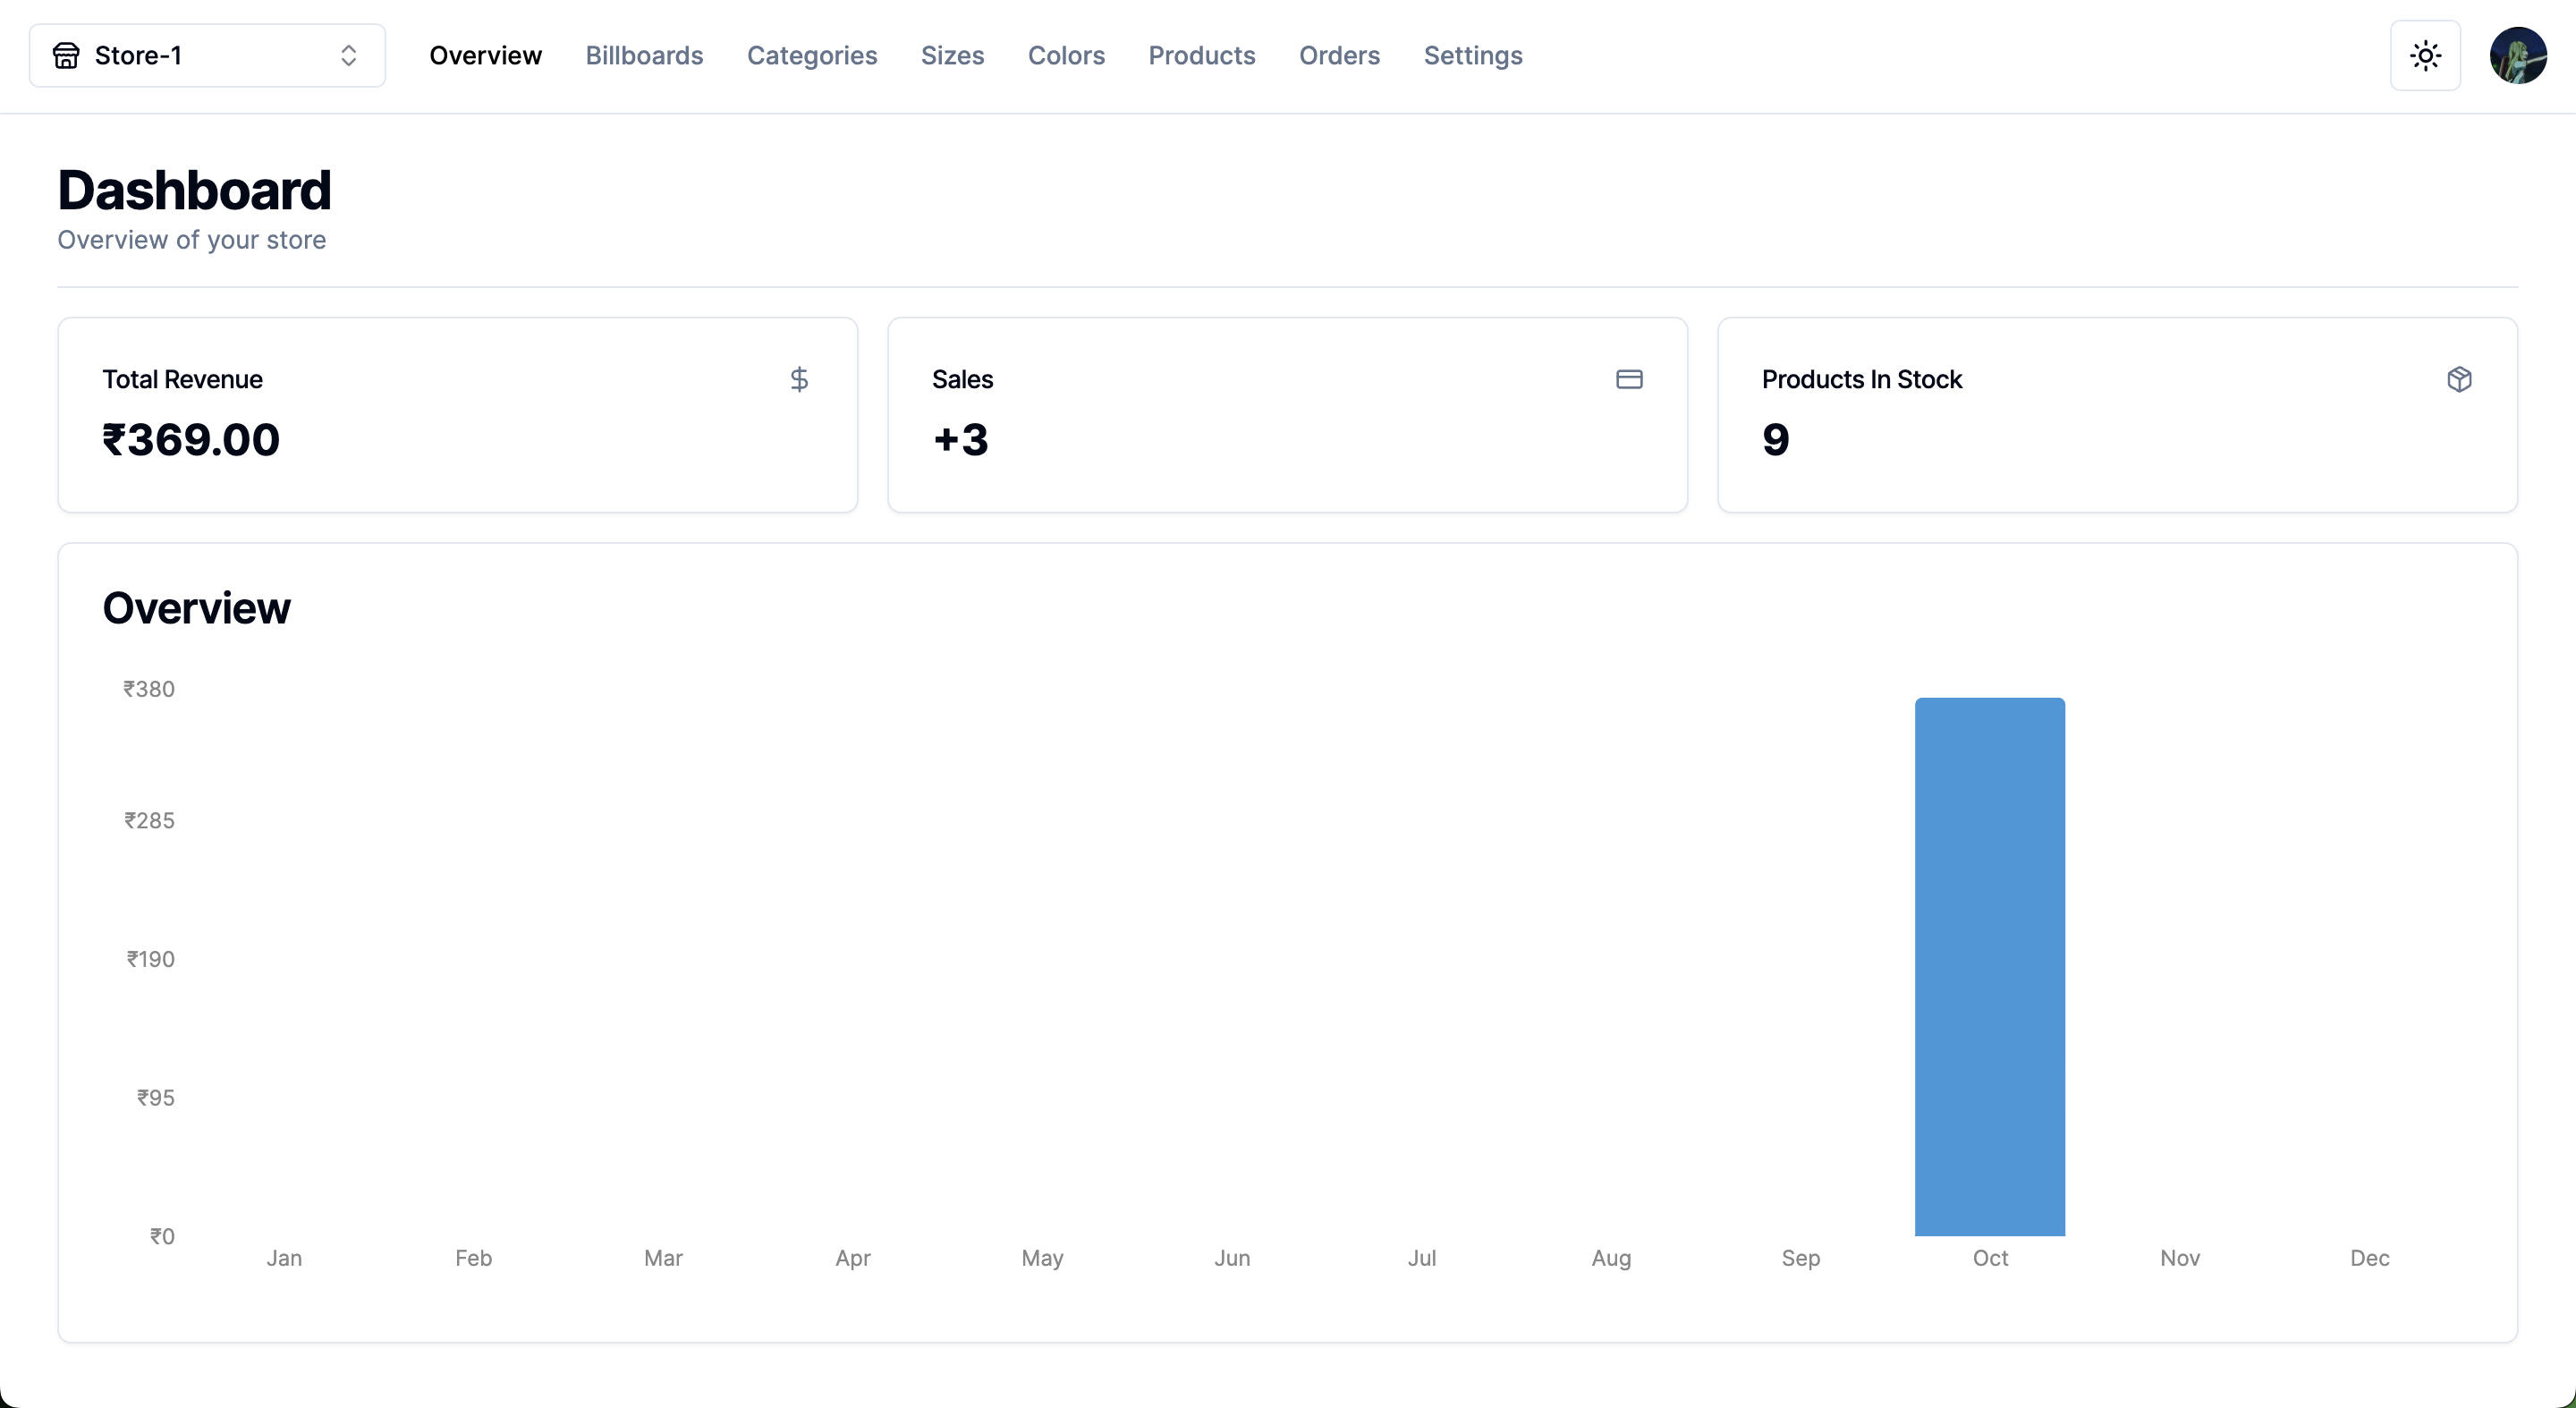 Store-1 Overview Billboards Categories Sizes Colors Products Orders Settings
Dashboard
Overview of your store
Total Revenue
₹369.00
Sales
+3
Products In Stock
9
Overview
₹380
₹285
₹190
₹95
₹0
Jan Feb Mar Apr May Jun Jul Aug Sep Oct Nov Dec